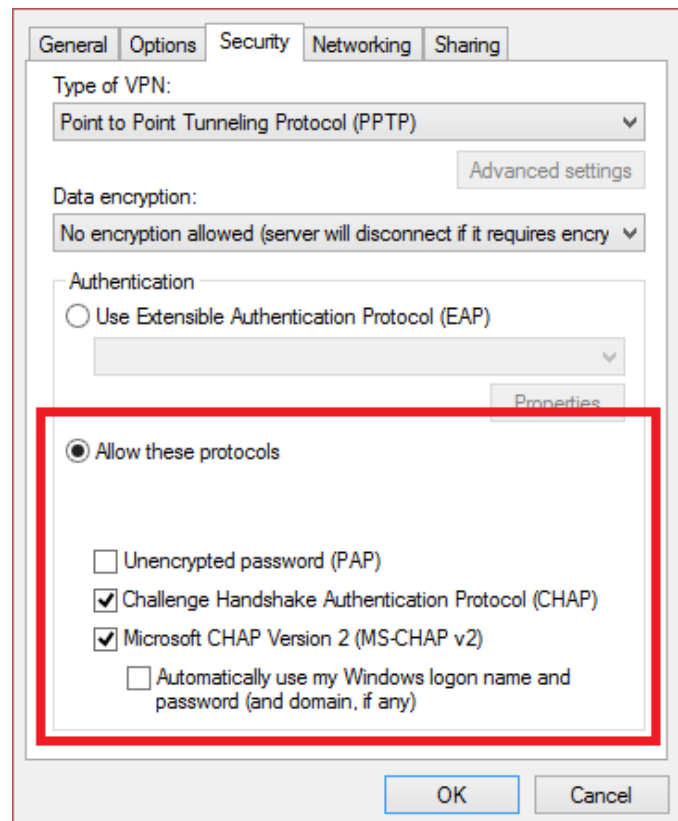 General Options Security Networking Sharing
Type of VPN:
Point to Point Tunneling Protocol (PPTP)
Advanced settings
Data encryption:
No encryption allowed (server will disconnect if it requires encry
Authentication
Use Extensible Authentication Protocol (EAP)
Properties
Allow these protocols
Unencrypted password (PAP)
Challenge Handshake Authentication Protocol (CHAP)
Microsoft CHAP Version 2 (MS-CHAP v2)
Automatically use my Windows logon name and
password (and domain, if any)
OK Cancel